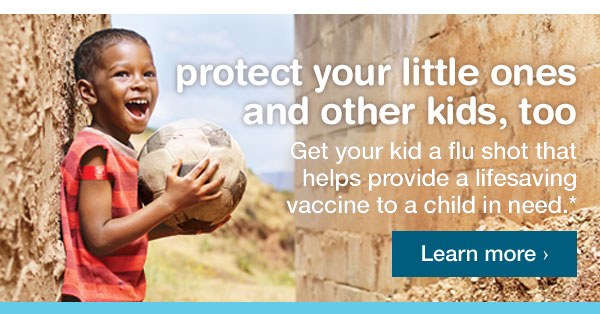 protect your little ones
and other kids, too
Get your kid a flu shot that
helps provide a lifesaving
vaccine to a child in need.*
Learn more ›